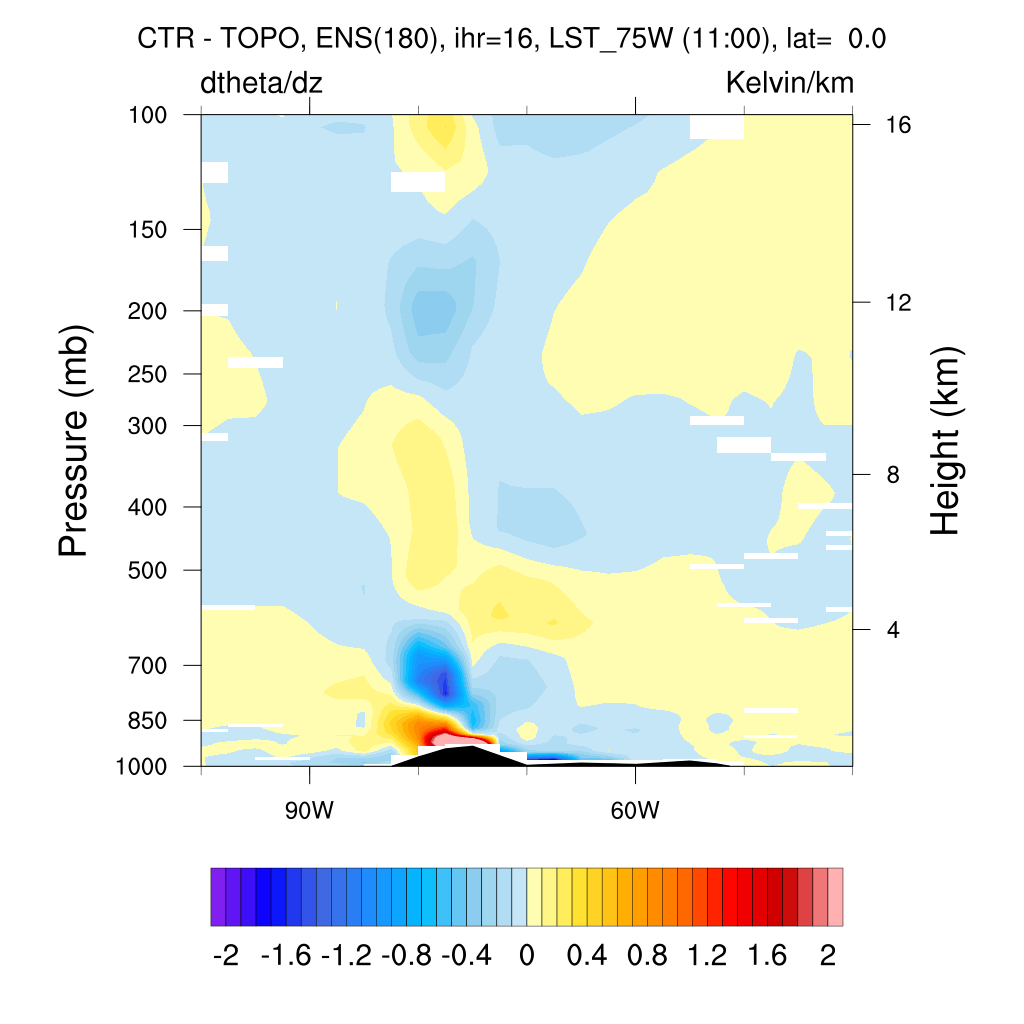 CTR - TOPO, ENS(180), ihr=16, LST_75W (11:00), lat=  0.0
dtheta/dz Kelvin/km
100
150
200
250
300
400
500
700
850
1000
Pressure (mb)
16
12
8
4
Height (km)
90W 60W
-2 -1.6 -1.2 -0.8 -0.4 0 0.4 0.8 1.2 1.6 2